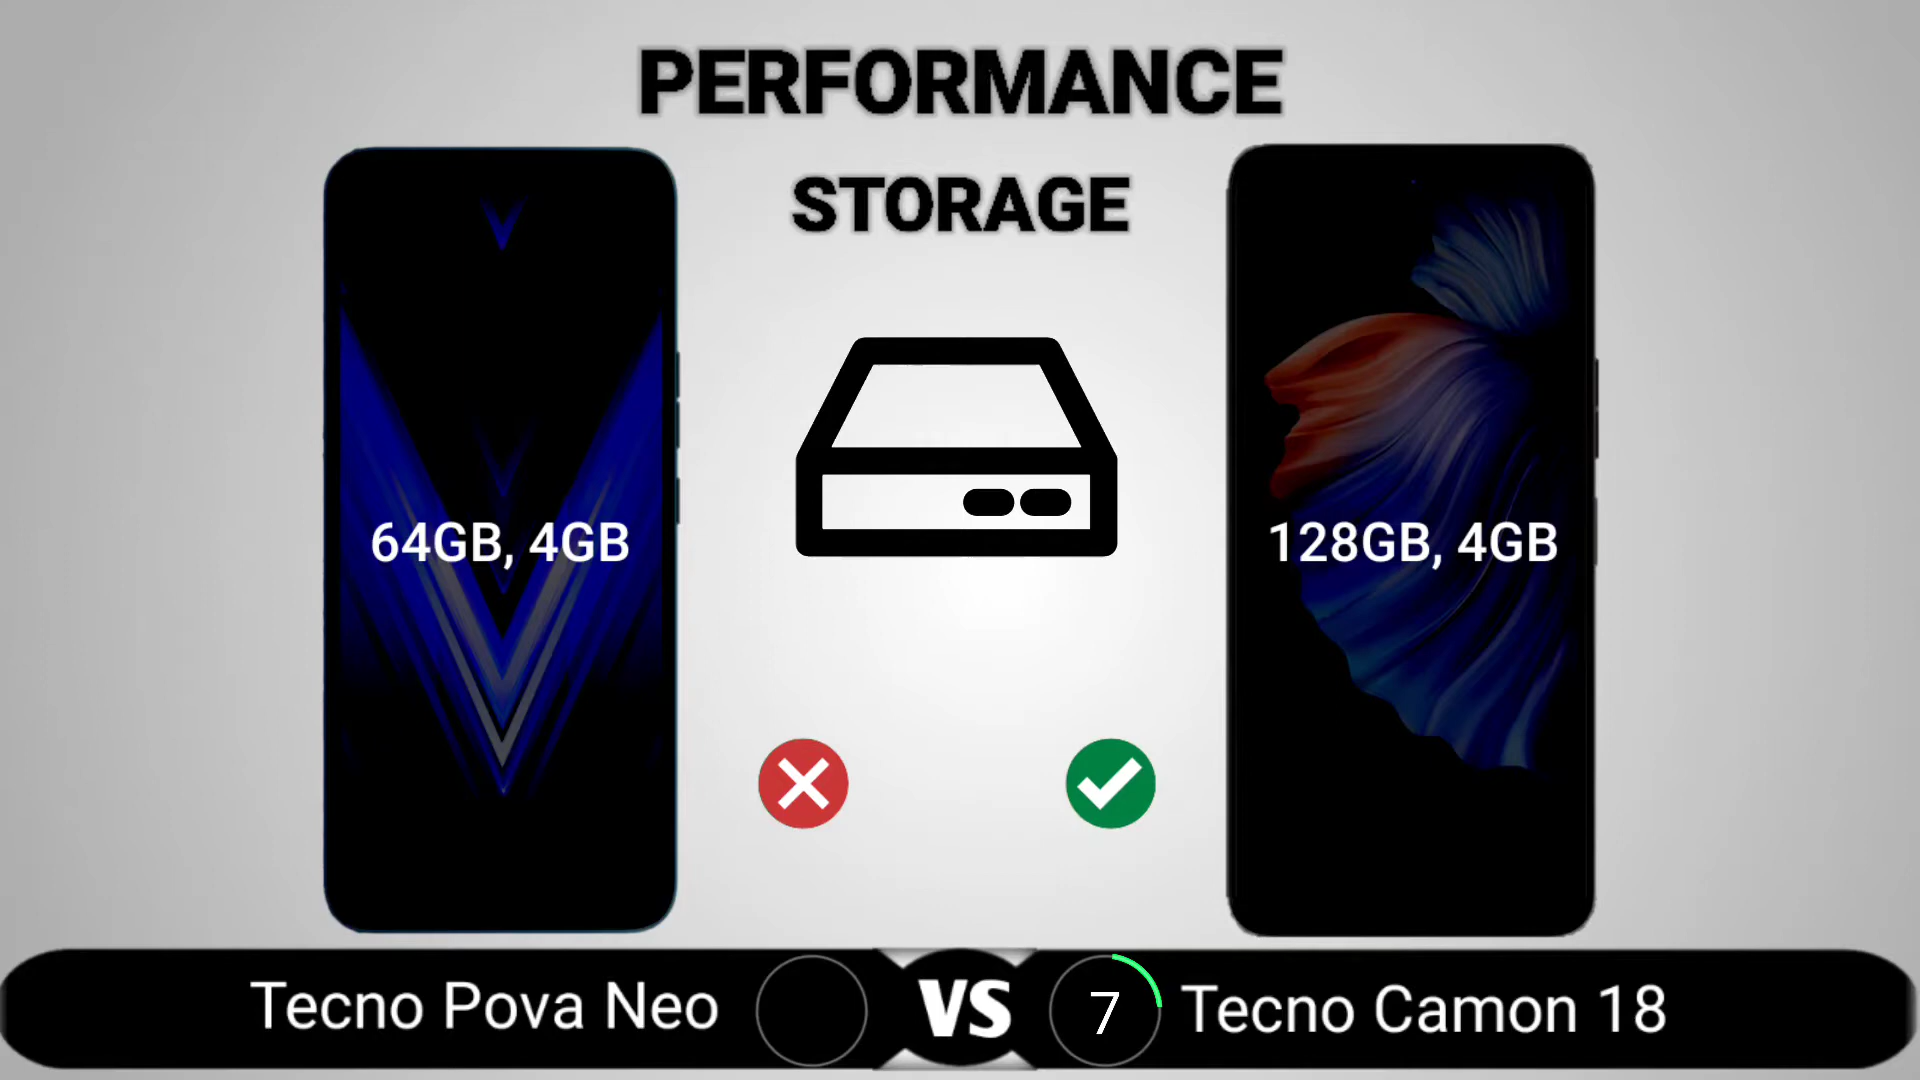 PERFORMANCE
STORAGE
64GB, 4GB
128GB, 4GB
Tecno Pova Neo
VS
7
Tecno Camon 18